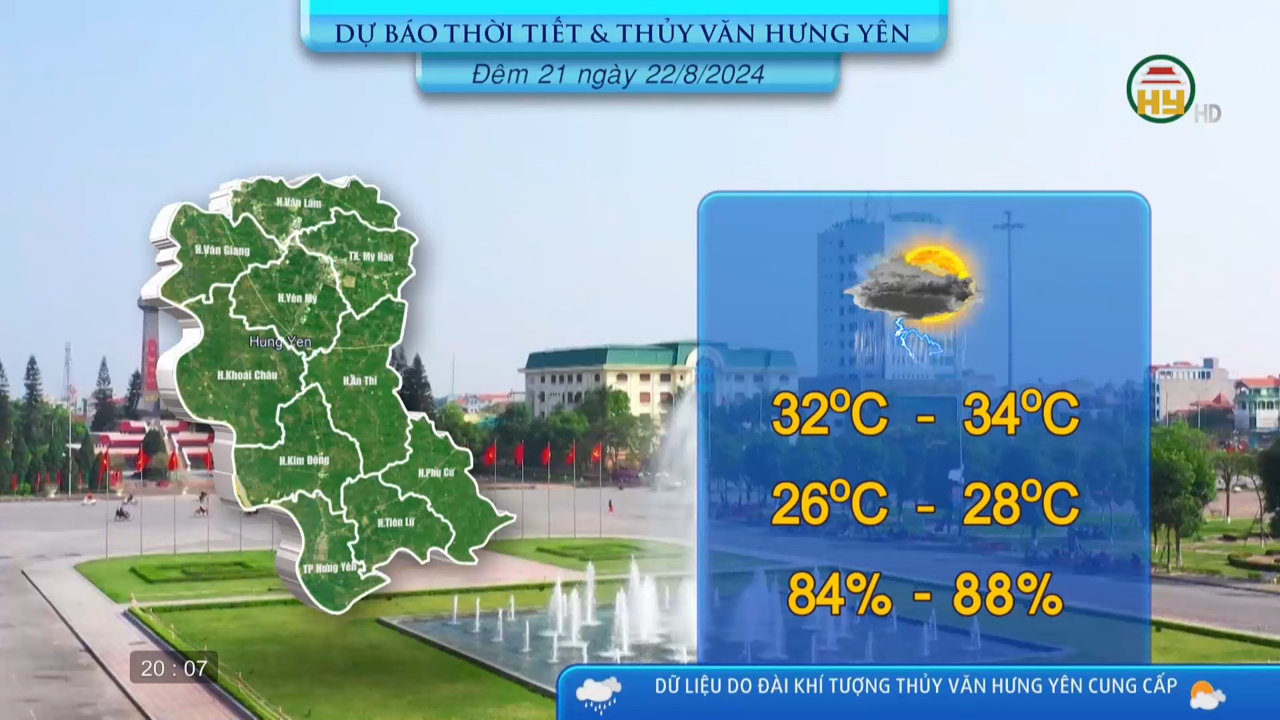 DỰ BÁO THỜI TIẾT & THỦY VĂN HƯNG YÊN
Đêm 21 ngày 22/8/2024
HY HD
H.Văn Lâm
H.Văn Giang
TX. Mỹ Hào
H.Yên Mỹ
Hung Yen
H.Khoái Châu
H.Ân Thi
H.Kim Động
H.Phù Cừ
H.Tiên Lữ
TP Hưng Yên
32ºC - 34ºC
26ºC - 28ºC
84% - 88%
20 : 07
DỮ LIỆU DO ĐÀI KHÍ TƯỢNG THỦY VĂN HƯNG YÊN CUNG CẤP